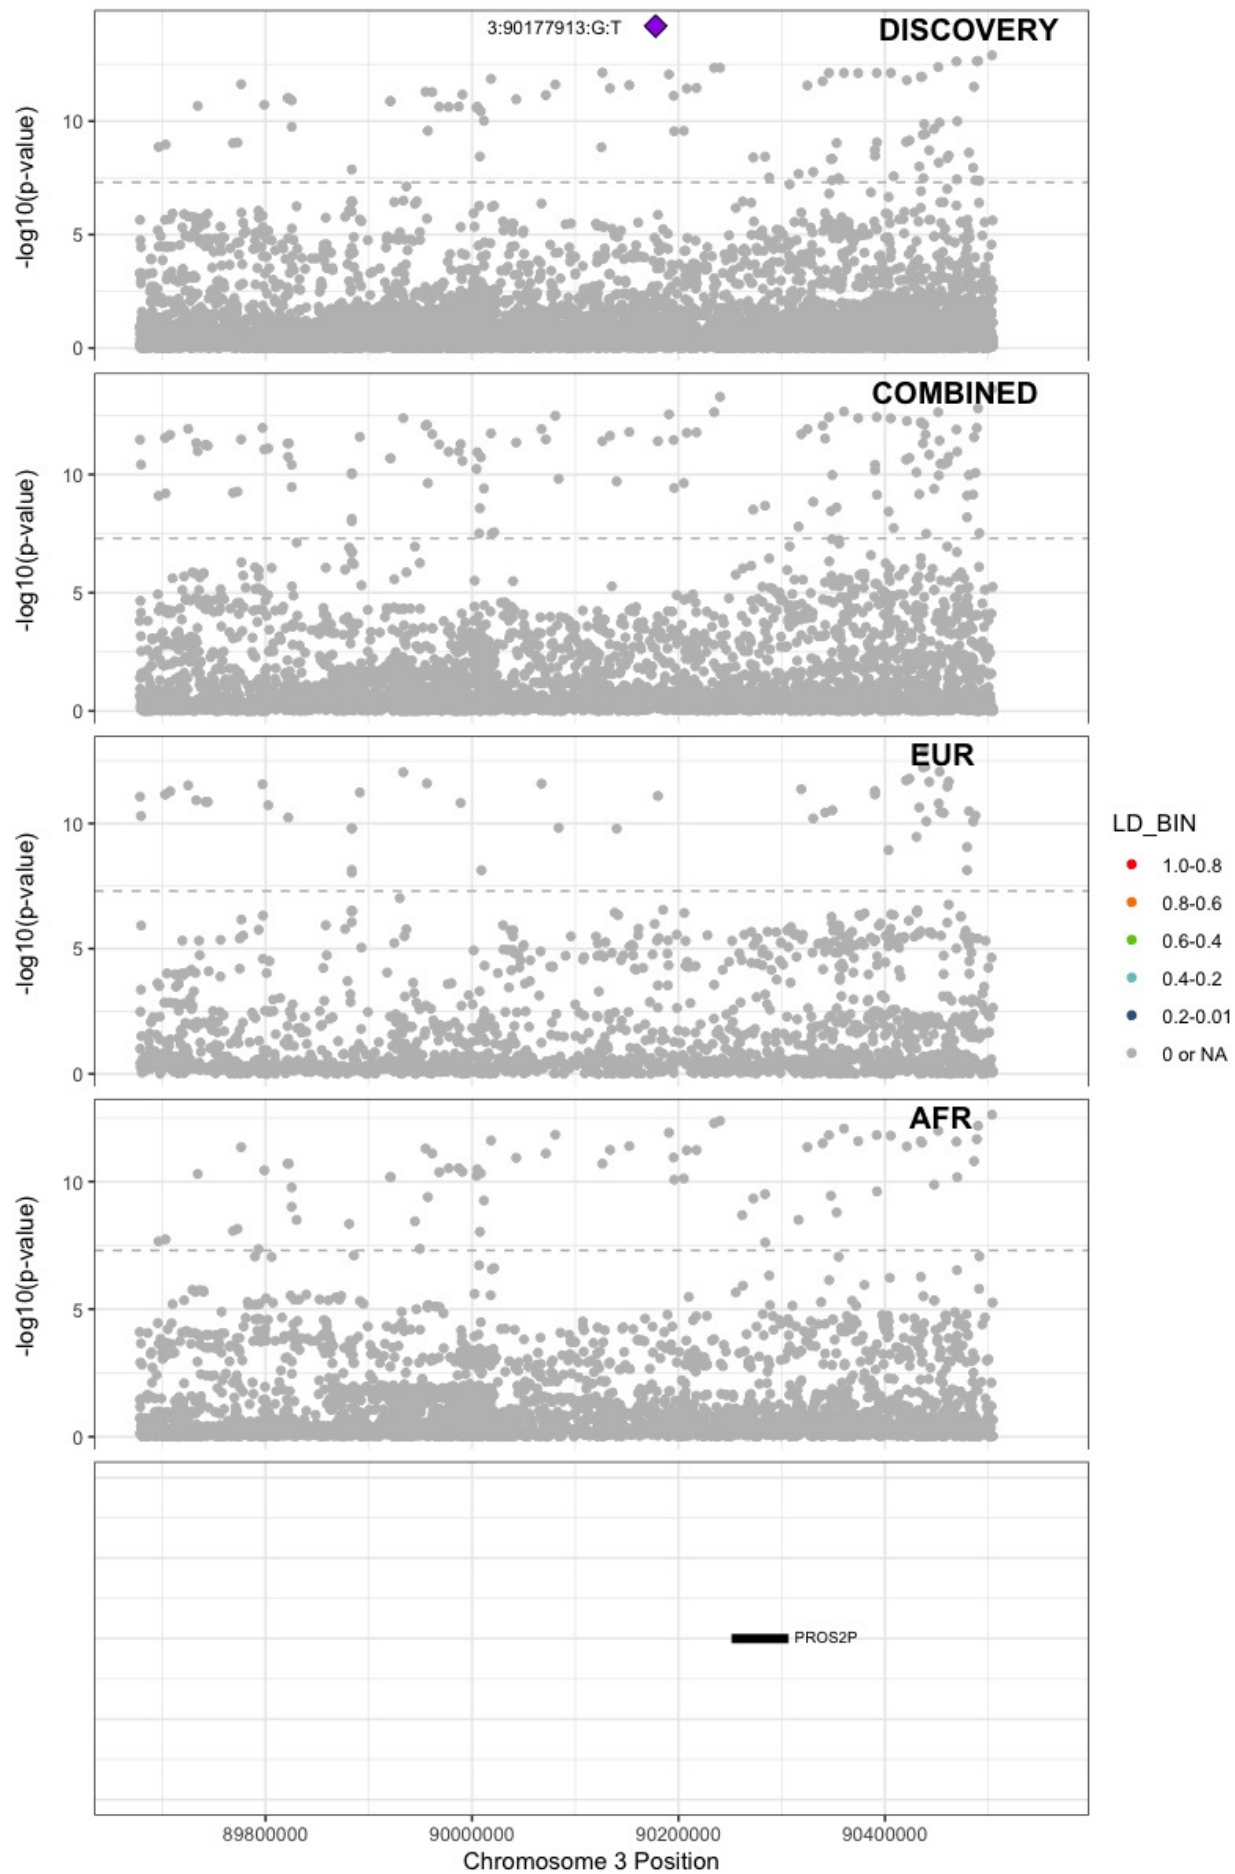 3:90177913:G:T
DISCOVERY
-log10(p-value)
10
5
0
COMBINED
-log10(p-value)
10
5
0
EUR
-log10(p-value)
10
5
0
AFR
-log10(p-value)
10
5
0
LD_BIN
1.0-0.8
0.8-0.6
0.6-0.4
0.4-0.2
0.2-0.01
0 or NA
PROS2P
89800000 90000000 90200000 90400000
Chromosome 3 Position